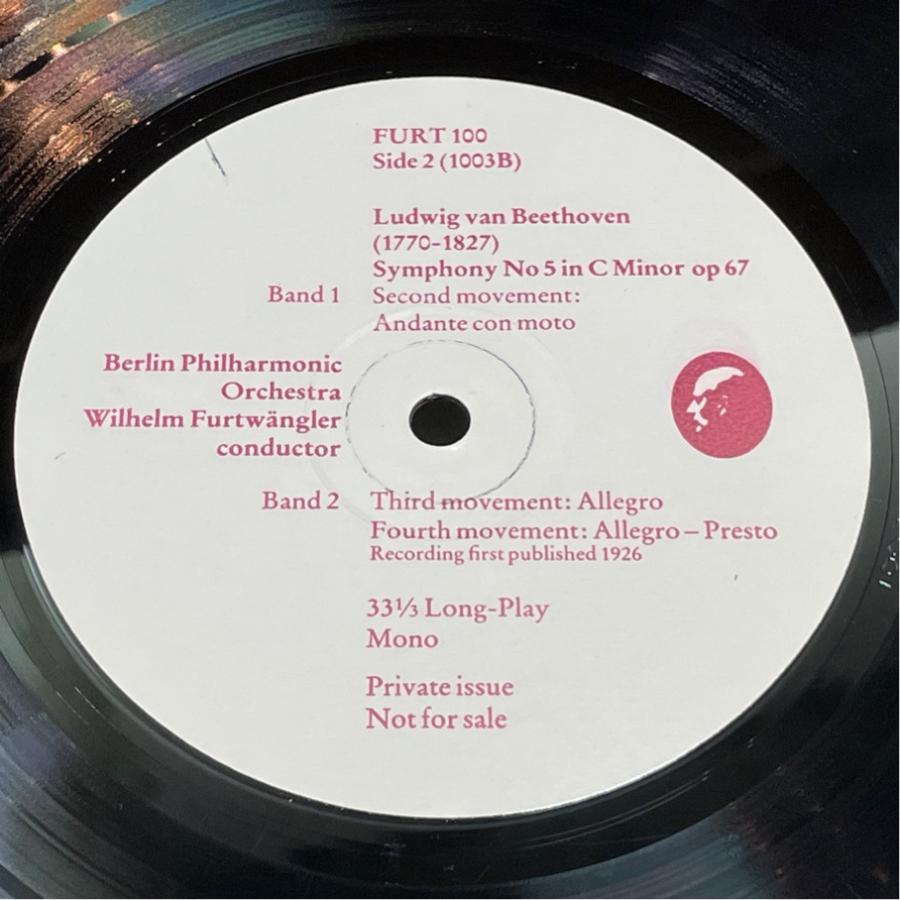 FURT 100
Side 2 (1003B)
Ludwig van Beethoven
(1770-1827)
Symphony No 5 in C Minor op 67
Band 1 Second movement:
Andante con moto
Berlin Philharmonic
Orchestra
Wilhelm Furtwängler
conductor
Band 2 Third movement: Allegro
Fourth movement: Allegro – Presto
Recording first published 1926
33⅓ Long-Play
Mono
Private issue
Not for sale